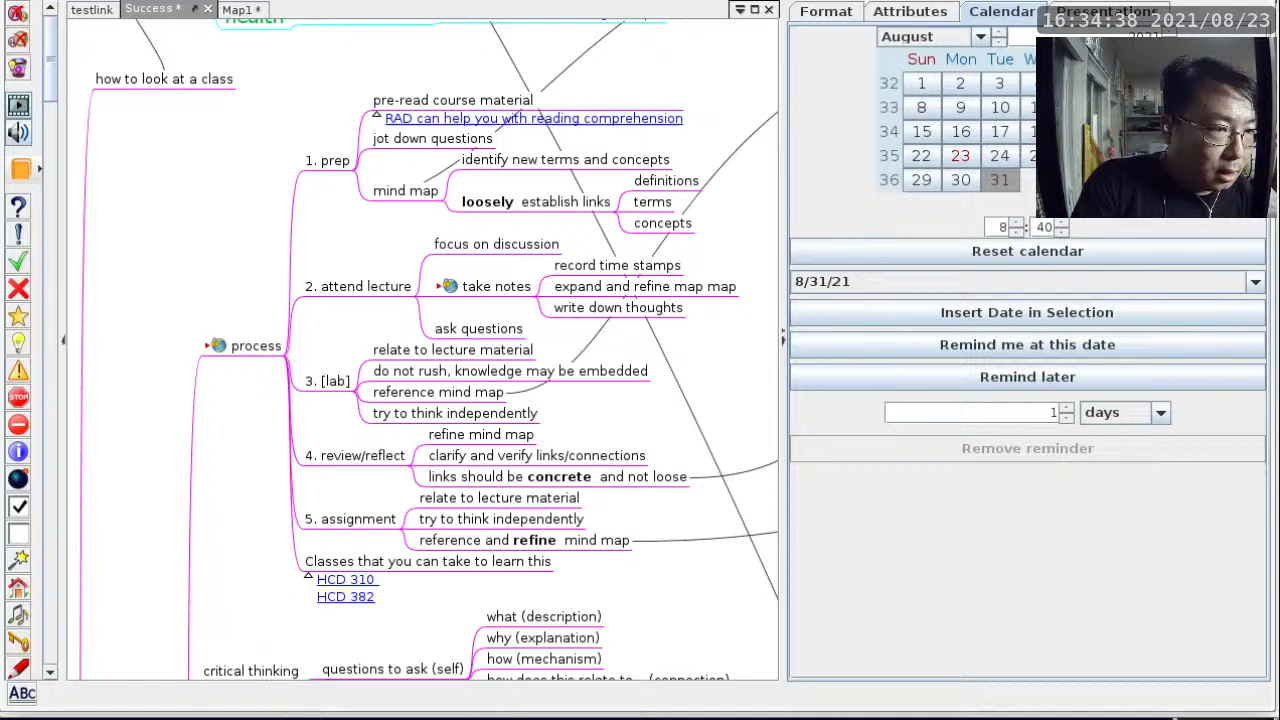 testlink
Success *
Map1 *
Format
Attributes
Calendar
Presentations
16:34:38 2021/08/23
Health
August
2021
Sun
Mon
Tue
32
1
2
3
33
8
9
10
34
15
16
17
35
22
23
24
36
29
30
31
8
:
40
Reset calendar
8/31/21
Insert Date in Selection
Remind me at this date
Remind later
1
days
Remove reminder
how to look at a class
process
1. prep
pre-read course material
RAD can help you with reading comprehension
jot down questions
mind map
identify new terms and concepts
loosely establish links
definitions
terms
concepts
2. attend lecture
focus on discussion
take notes
record time stamps
expand and refine map map
write down thoughts
ask questions
3. [lab]
relate to lecture material
do not rush, knowledge may be embedded
reference mind map
try to think independently
4. review/reflect
refine mind map
clarify and verify links/connections
links should be concrete and not loose
5. assignment
relate to lecture material
try to think independently
reference and refine mind map
Classes that you can take to learn this
HCD 310
HCD 382
critical thinking
questions to ask (self)
what (description)
why (explanation)
how (mechanism)
how does this relate to ... (connection)
STOP
ABc